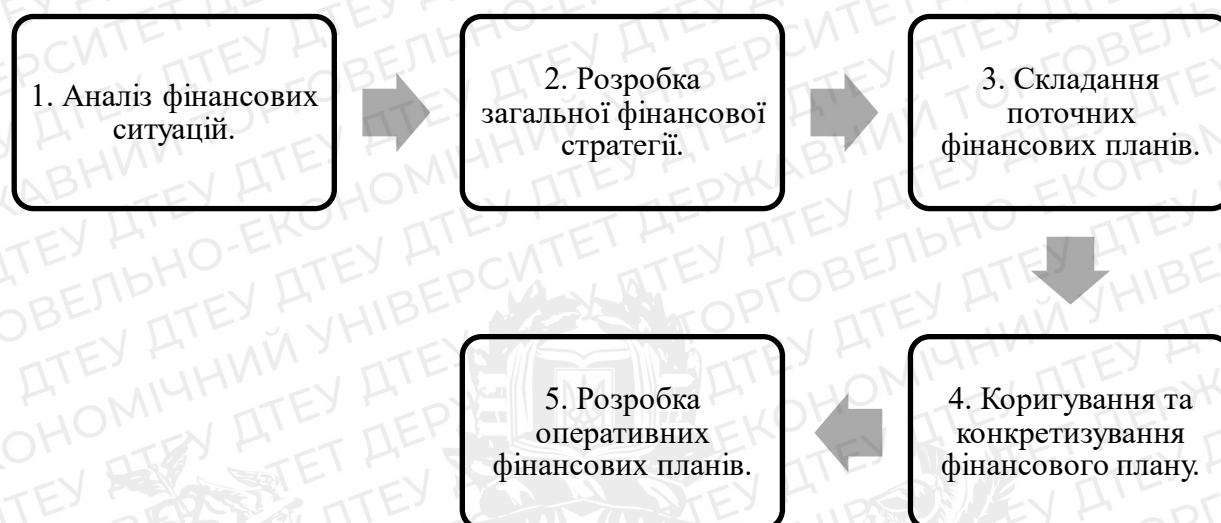 1. Аналіз фінансових
ситуацій.
2. Розробка
загальної фінансової
стратегії.
3. Складання
поточних
фінансових планів.
4. Коригування та
конкретизування
фінансового плану.
5. Розробка
оперативних
фінансових планів.